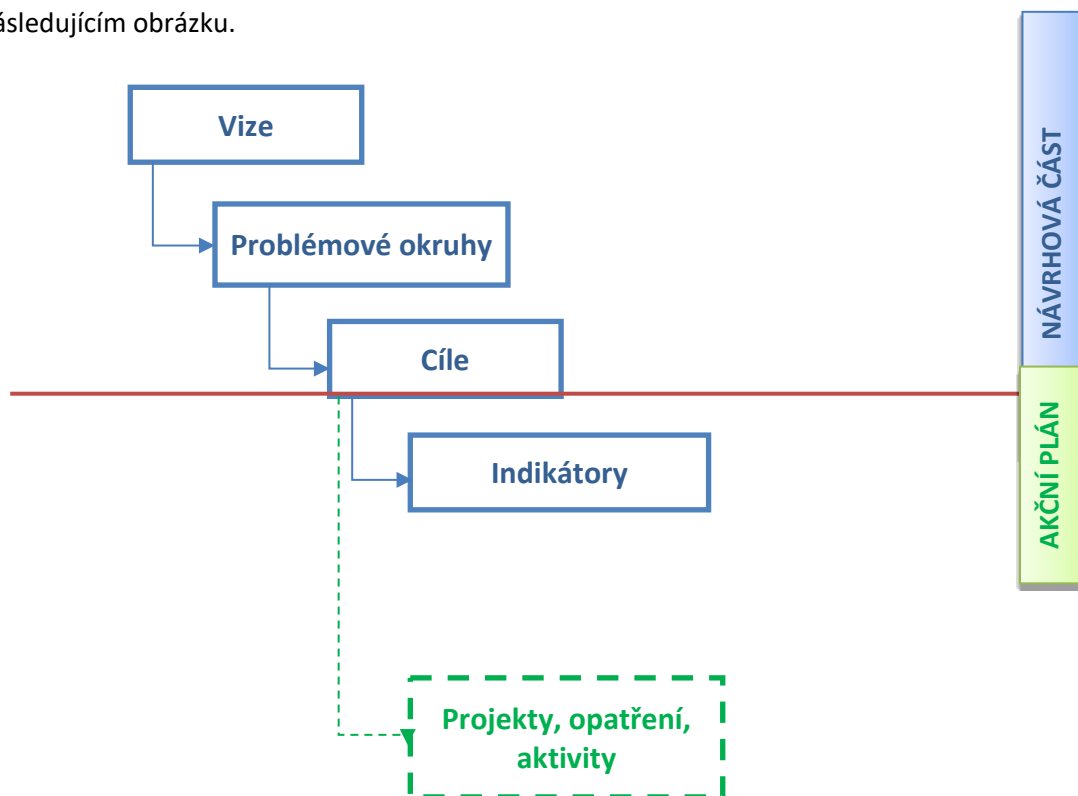 ásledujícím obrázku.
Vize
Problémové okruhy
Cíle
Indikátory
Projekty, opatření,
aktivity
NÁVRHOVÁ ČÁST
AKČNÍ PLÁN